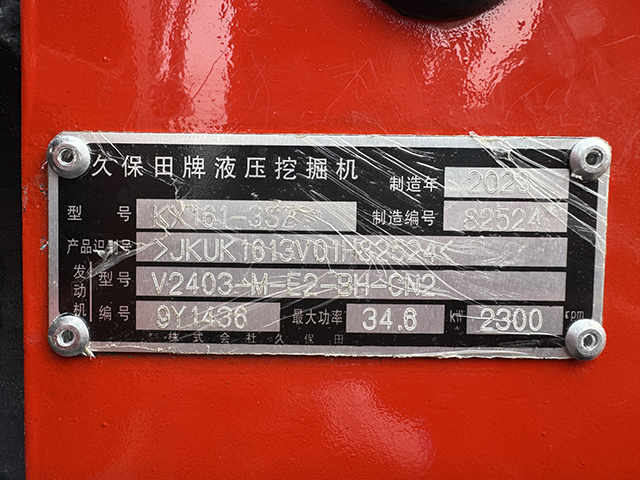 久保田牌液压挖掘机
制造年 2023
型号 KX161-3SZ 制造编号 82524
产品识别号 >JKUK1613V01H82524<
发动机 型号 V2403-M-E2-BH-CN2
编号 9Y1436 最大功率 34.6 kW 2300 rpm
株式会社久保田